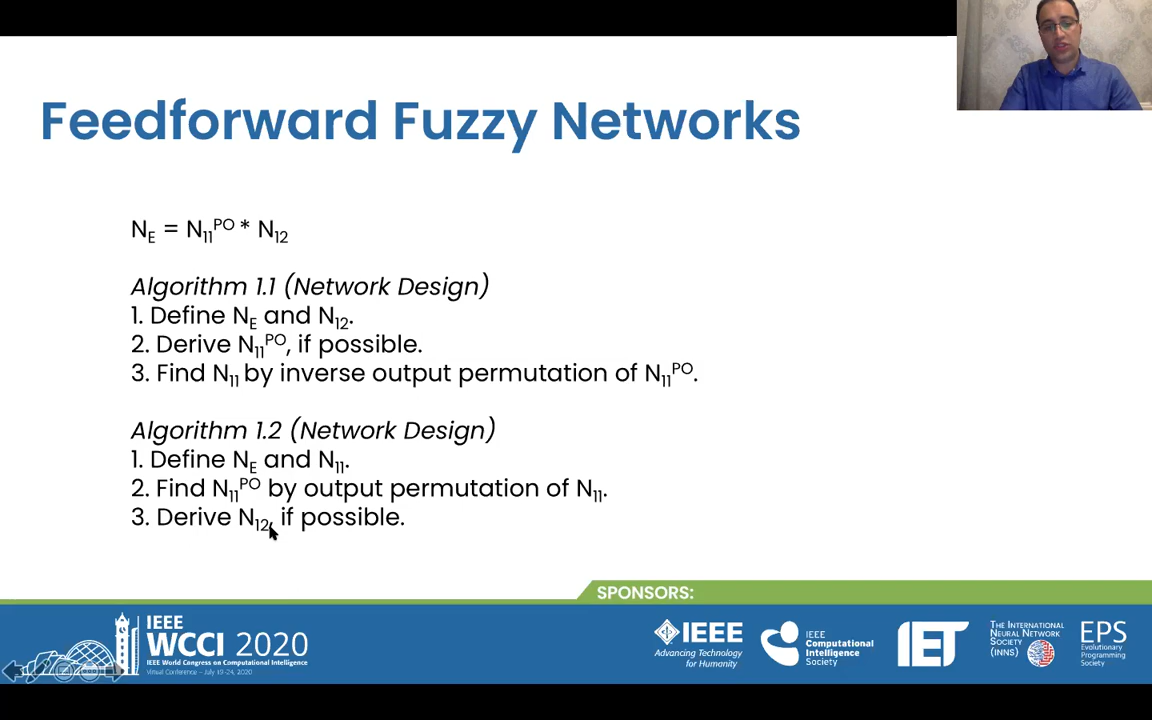 Feedforward Fuzzy Networks
N_E = N_11^PO * N_12
Algorithm 1.1 (Network Design)
1. Define N_E and N_12.
2. Derive N_11^PO, if possible.
3. Find N_11 by inverse output permutation of N_11^PO.
Algorithm 1.2 (Network Design)
1. Define N_E and N_11.
2. Find N_11^PO by output permutation of N_11.
3. Derive N_12, if possible.
SPONSORS:
IEEE
WCCI 2020
IEEE World Congress on Computational Intelligence
Virtual Conference – July 19-24, 2020
IEEE
Advancing Technology
for Humanity
IEEE
Computational
Intelligence
Society
IET
THE INTERNATIONAL
NEURAL NETWORK
SOCIETY
(INNS)
EPS
Evolutionary
Programming
Society